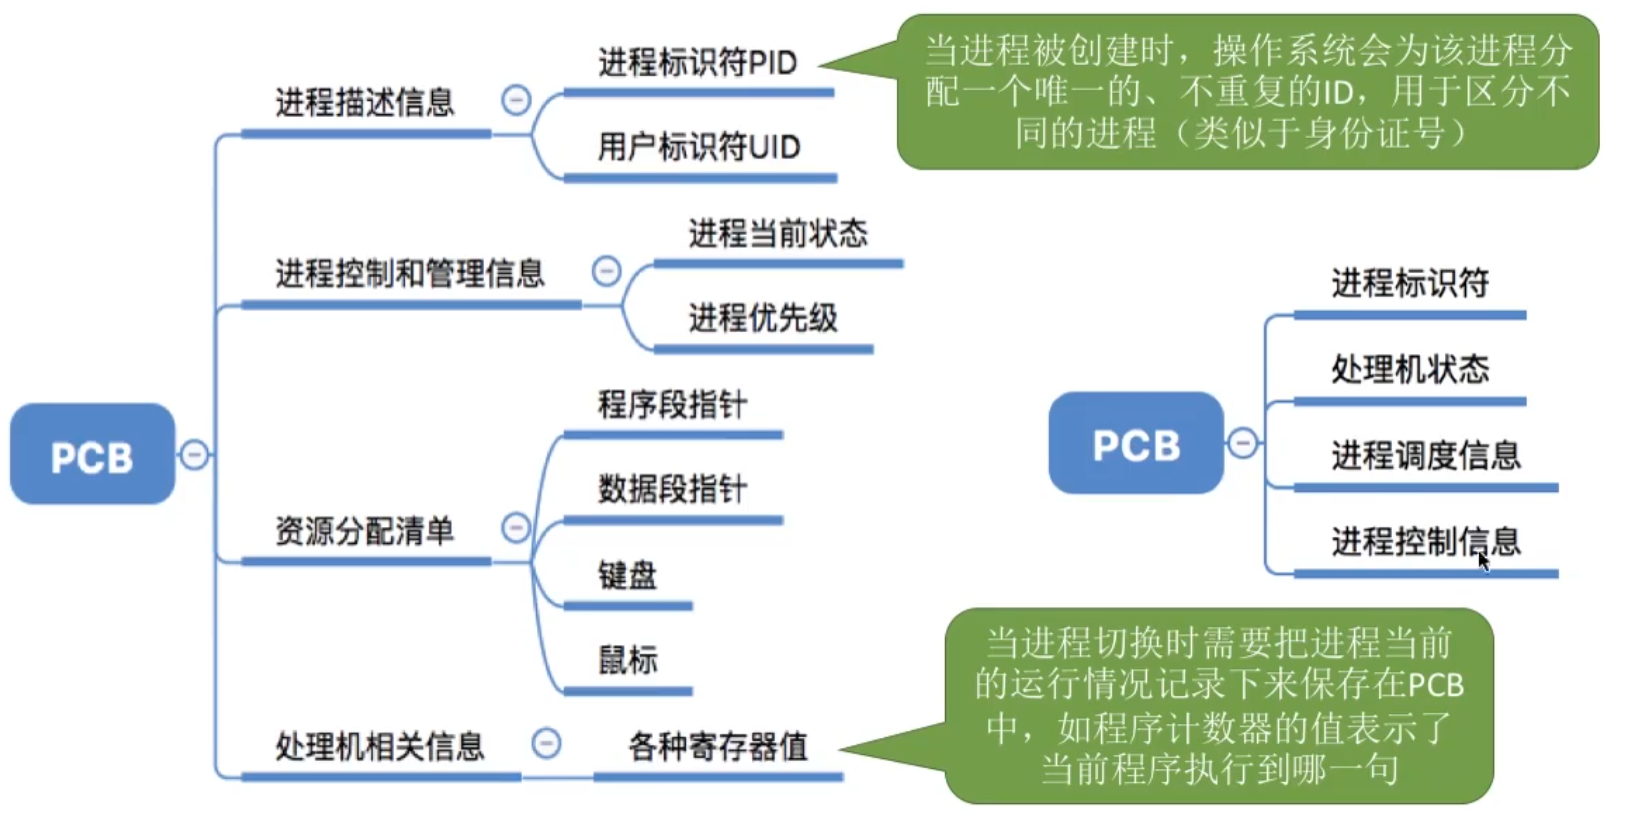 PCB
进程描述信息
进程标识符PID
用户标识符UID
进程控制和管理信息
进程当前状态
进程优先级
资源分配清单
程序段指针
数据段指针
键盘
鼠标
处理机相关信息
各种寄存器值
当进程被创建时，操作系统会为该进程分
配一个唯一的、不重复的ID，用于区分不
同的进程（类似于身份证号）
PCB
进程标识符
处理机状态
进程调度信息
进程控制信息
当进程切换时需要把进程当前
的运行情况记录下来保存在PCB
中，如程序计数器的值表示了
当前程序执行到哪一句